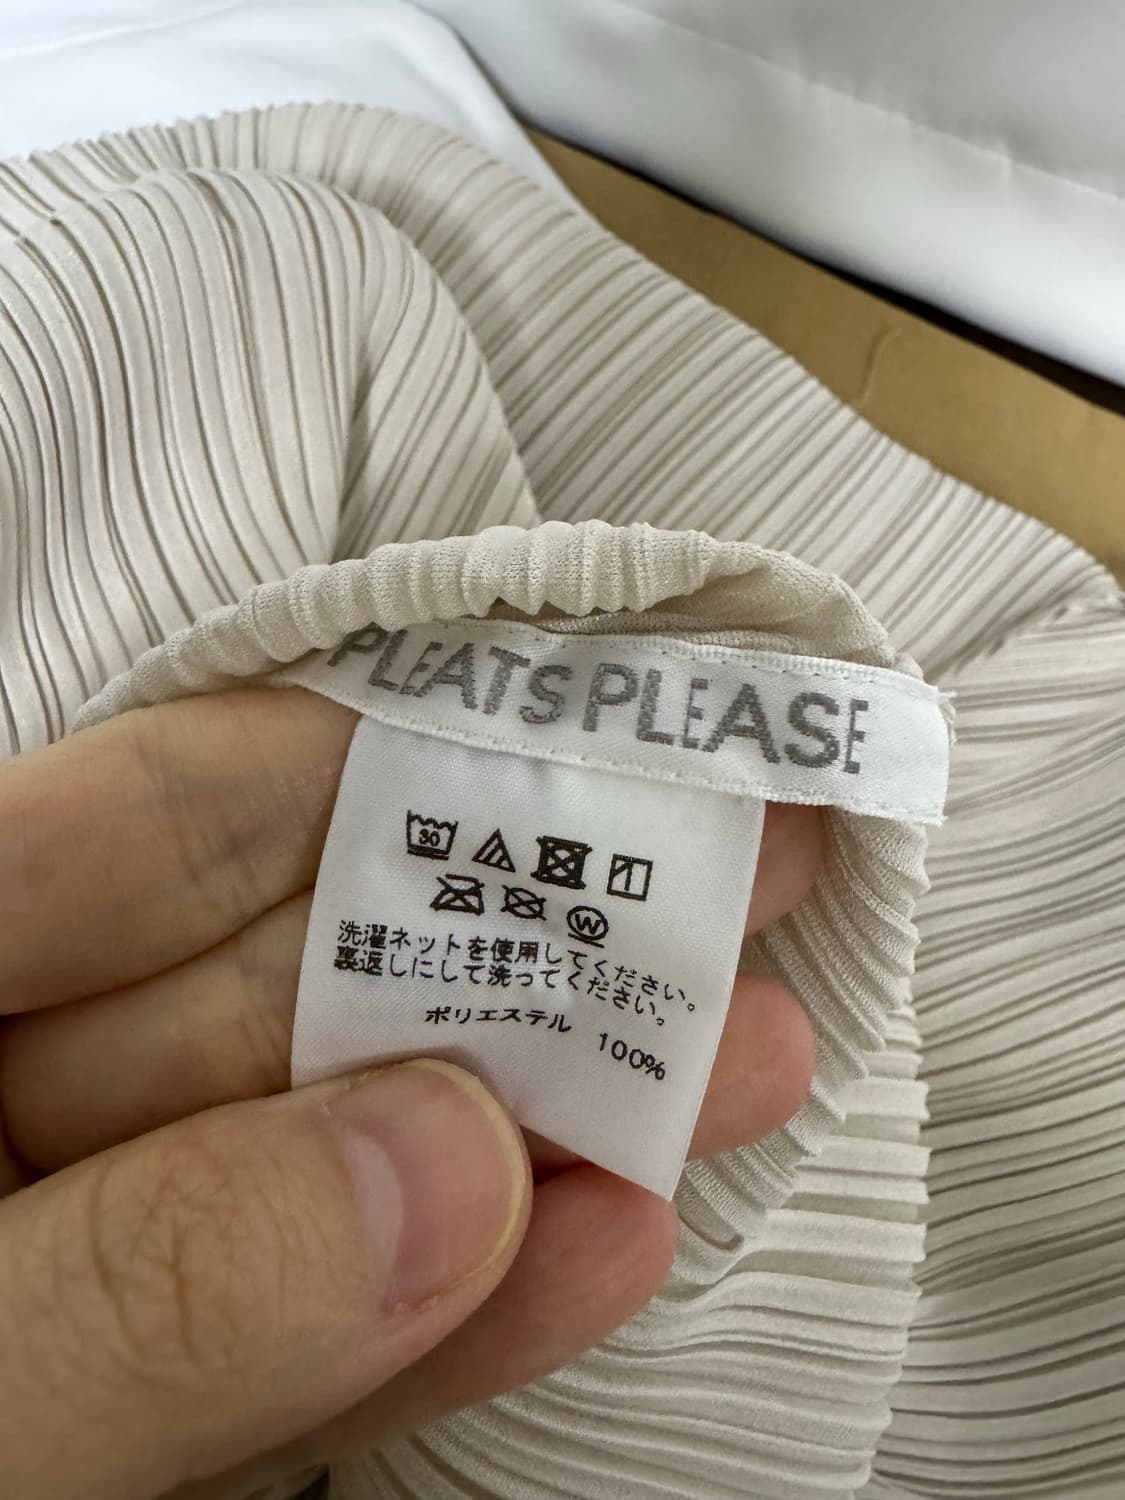 PLEATS PLEASE
30
W
洗濯ネットを使用してください。
裏返しにして洗ってください。
ポリエステル 100%